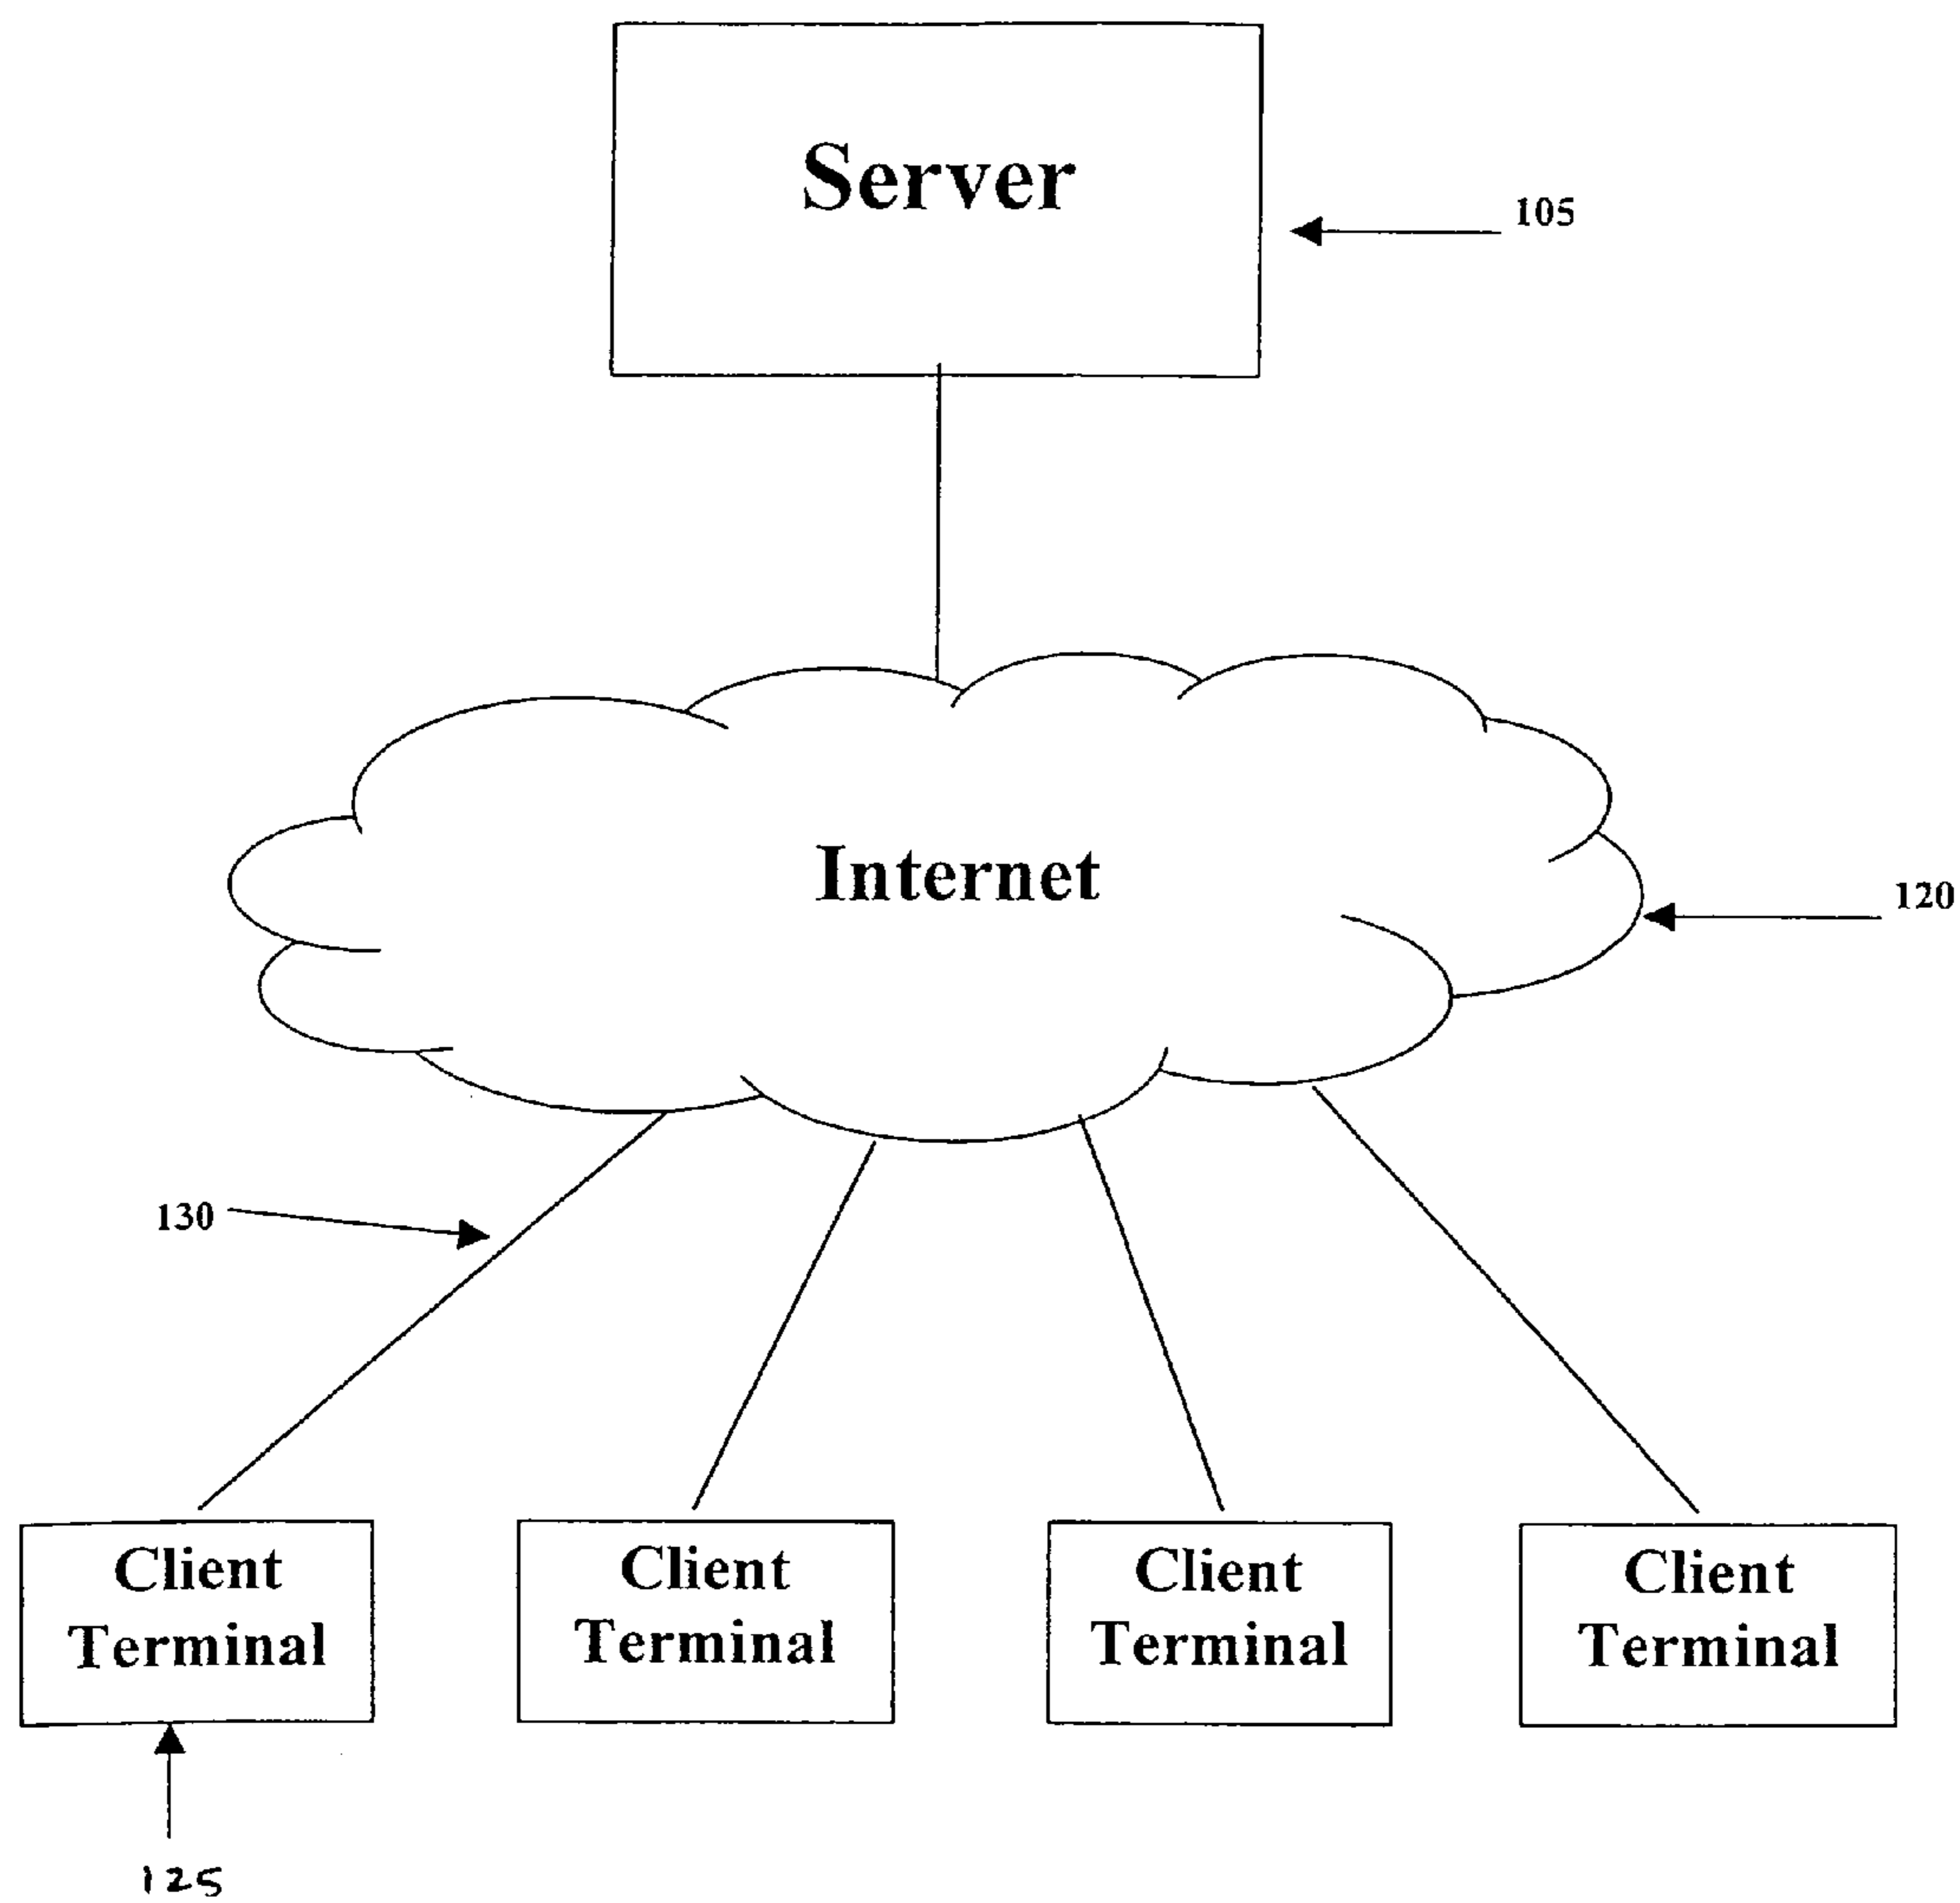 Server
105
Internet
120
130
Client
Terminal
Client
Terminal
Client
Terminal
Client
Terminal
125